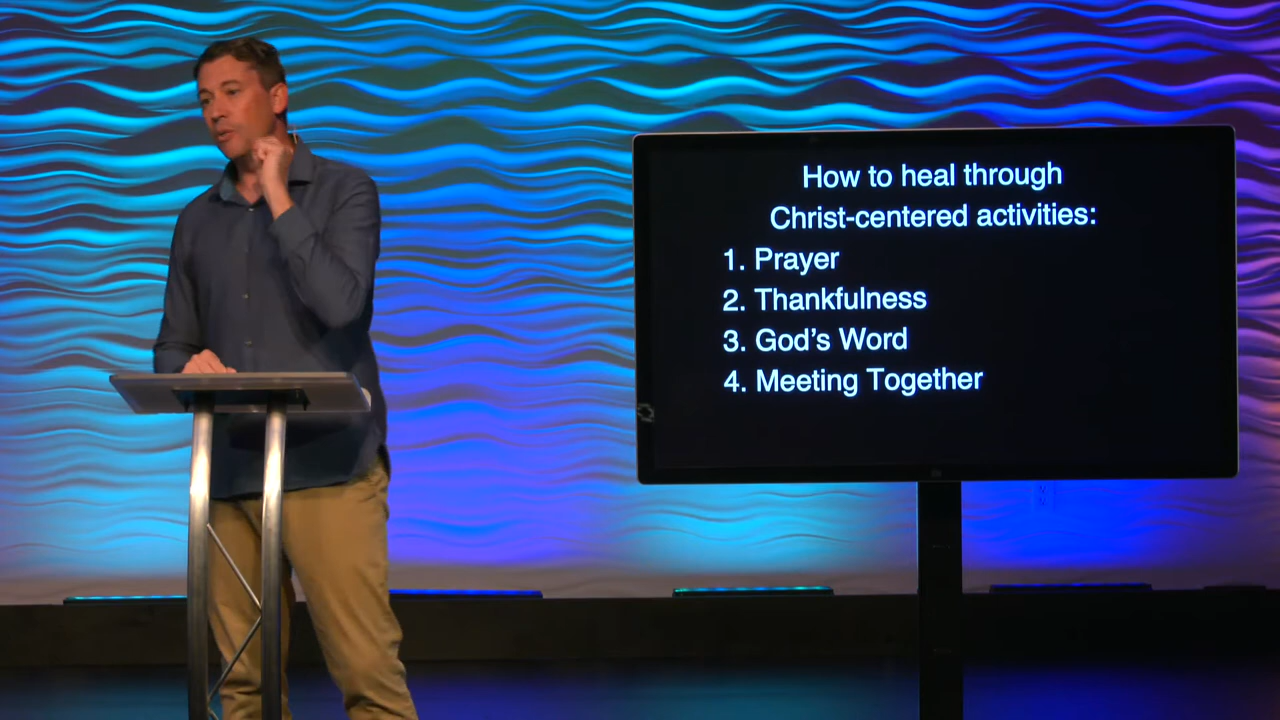 How to heal through
Christ-centered activities:
1. Prayer
2. Thankfulness
3. God's Word
4. Meeting Together